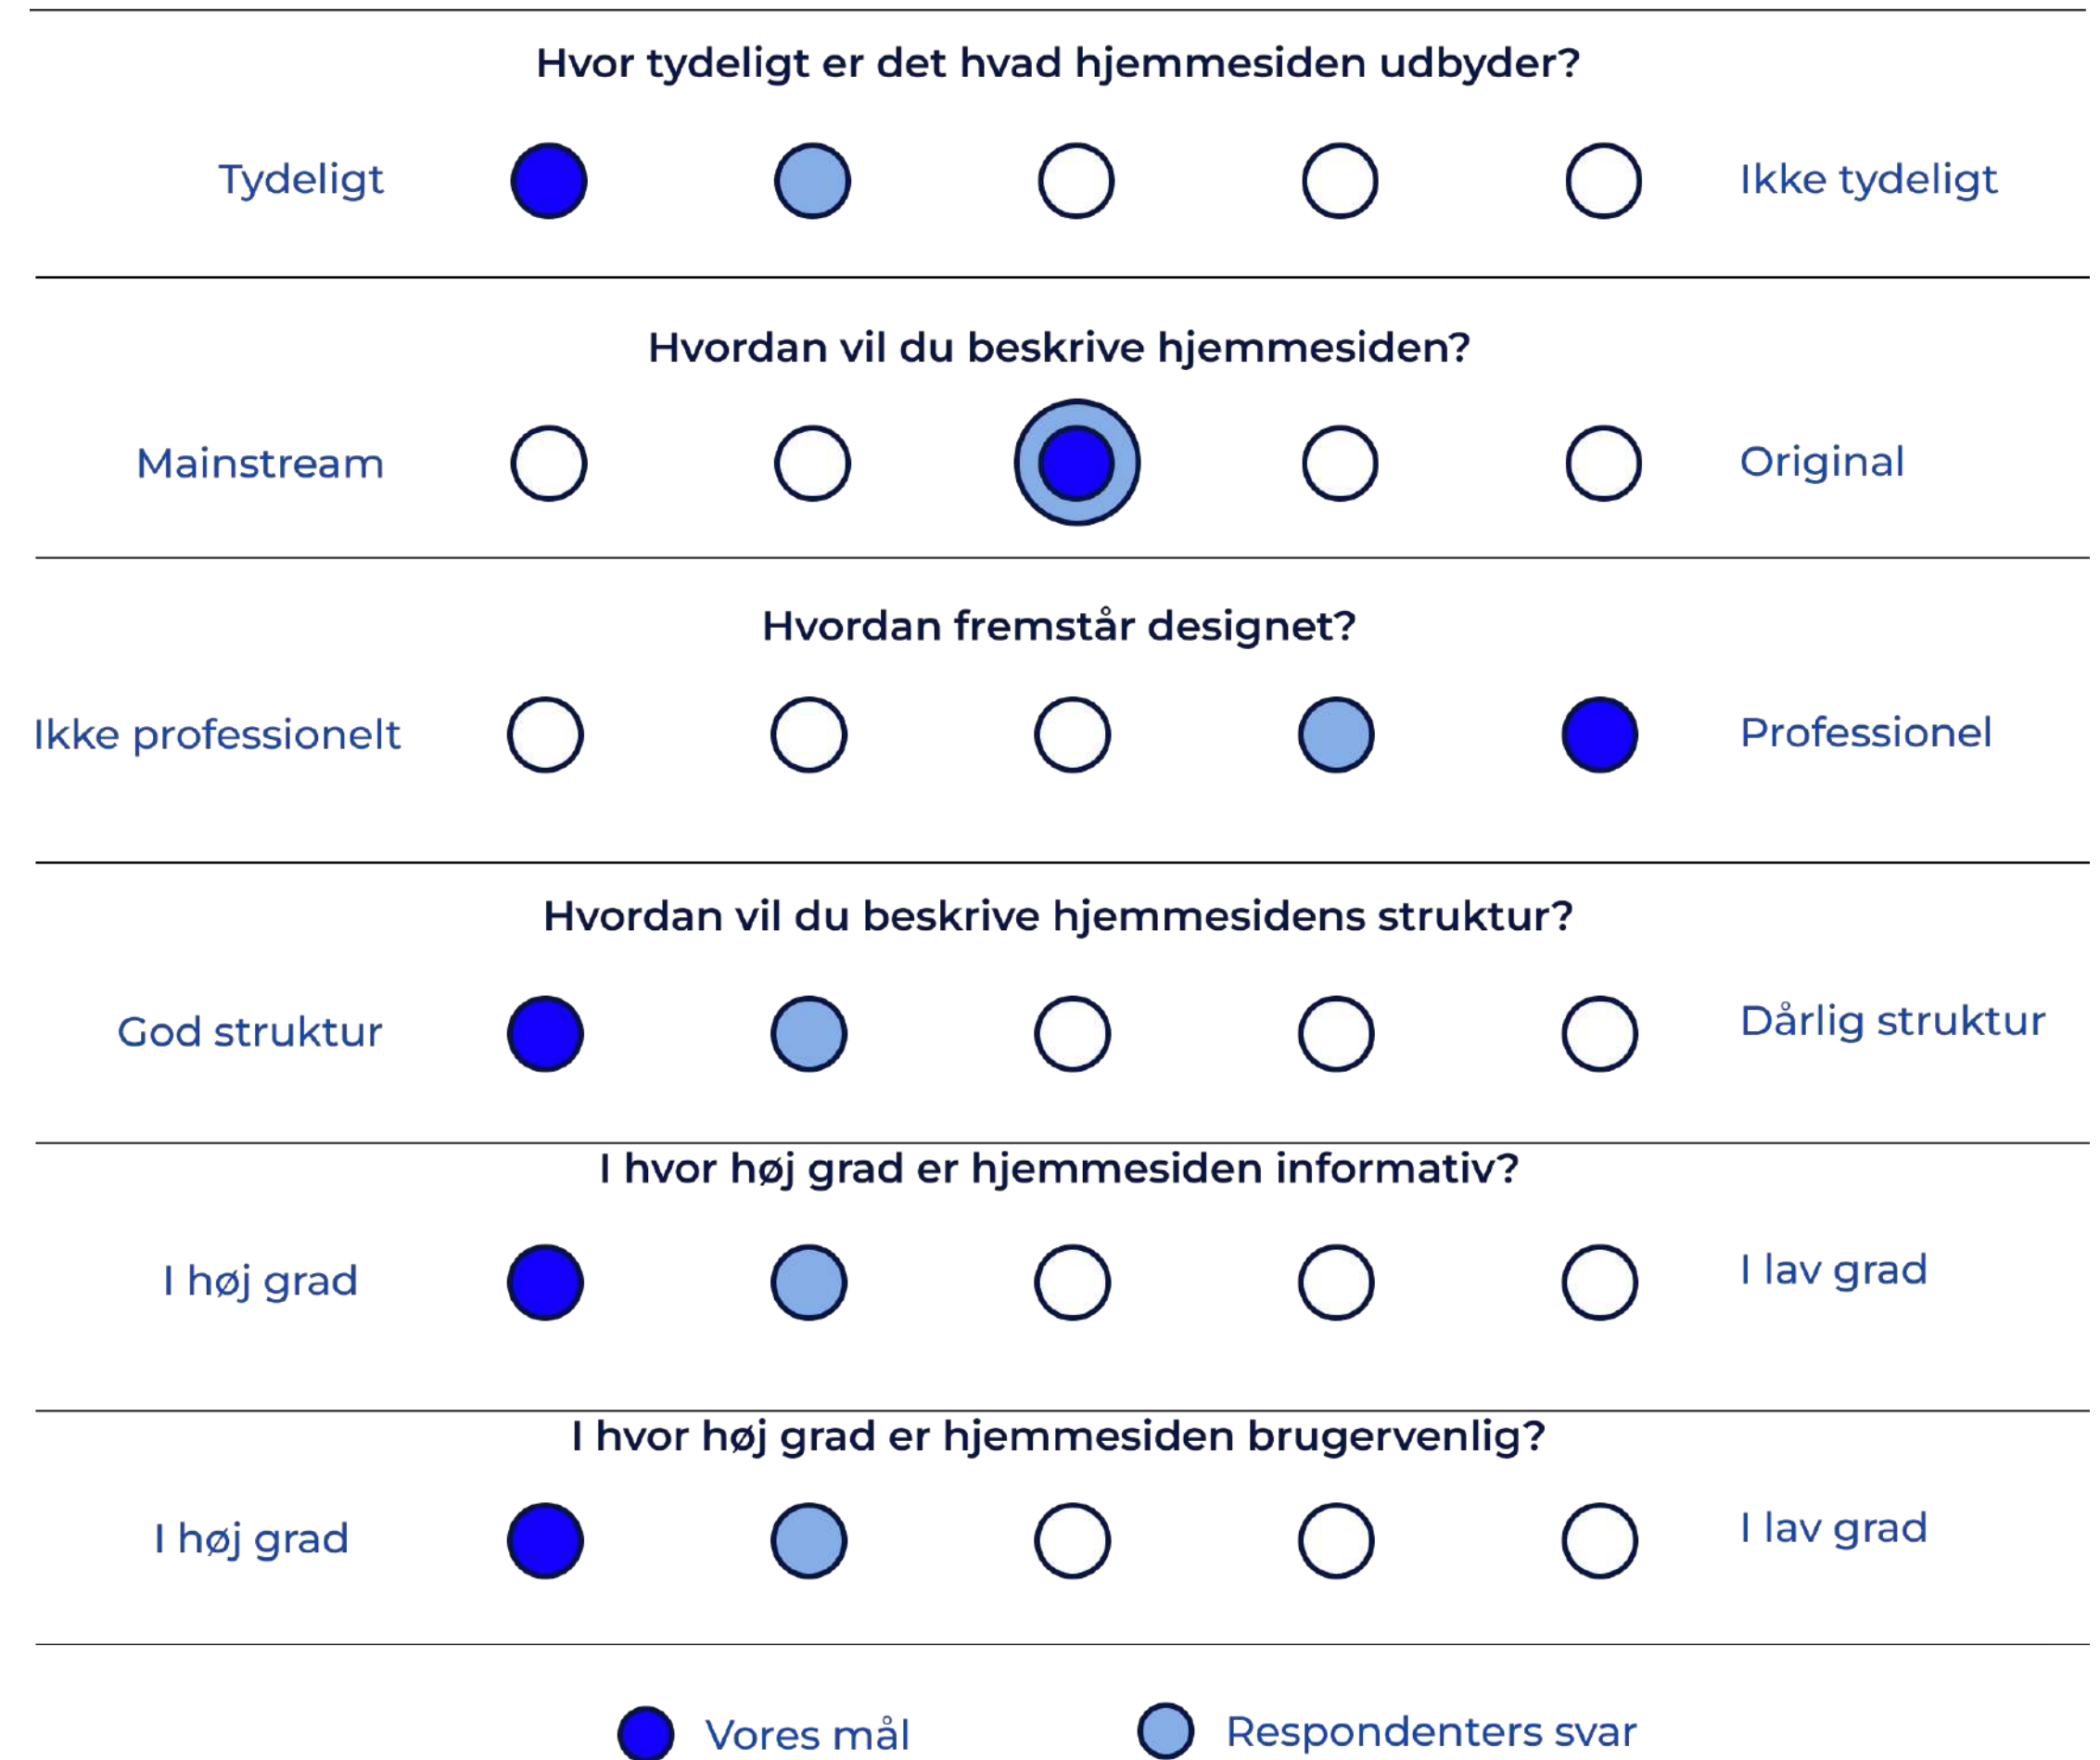 Hvor tydeligt er det hvad hjemmesiden udbyder?
Tydeligt
Ikke tydeligt
Hvordan vil du beskrive hjemmesiden?
Mainstream
Original
Hvordan fremstår designet?
Ikke professionelt
Professionel
Hvordan vil du beskrive hjemmesidens struktur?
God struktur
Dårlig struktur
I hvor høj grad er hjemmesiden informativ?
I høj grad
I lav grad
I hvor høj grad er hjemmesiden brugervenlig?
I høj grad
I lav grad
Vores mål
Respondenters svar